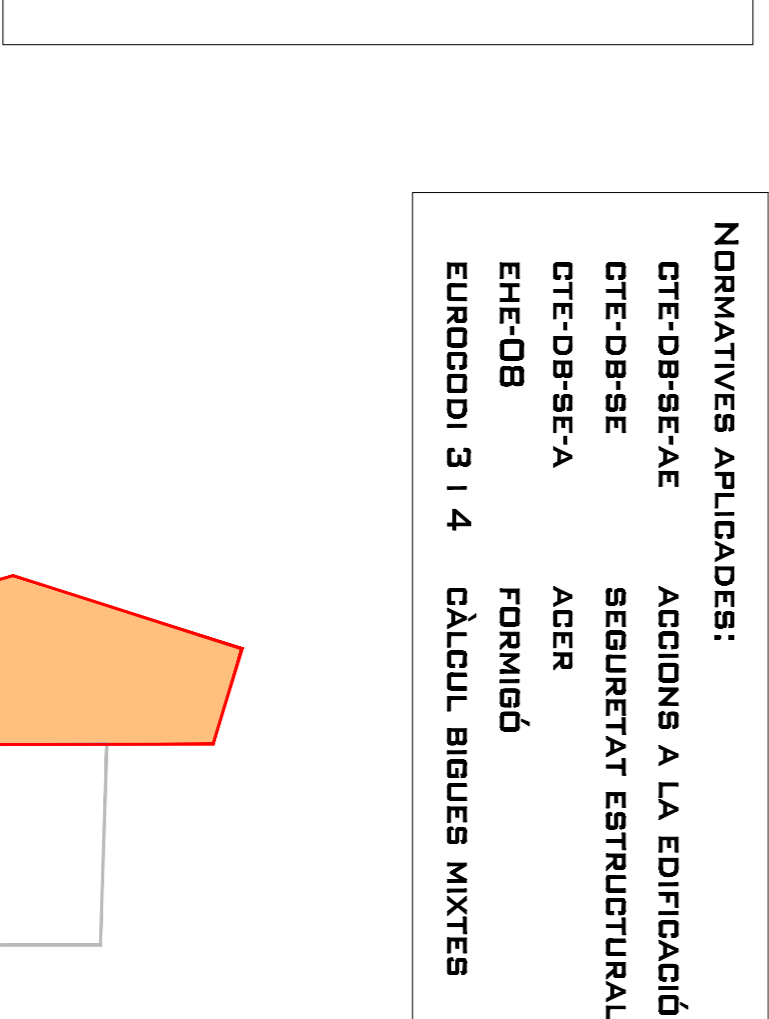 NORMATIVES APLICADES:
CTE-DB-SE-AE ACCIONS A LA EDIFICACIÓ
CTE-DB-SE SEGURETAT ESTRUCTURAL
CTE-DB-SE-A ACER
EHE-08 FORMIGÓ
EUROCODI 3 I 4 CÀLCUL BIGUES MIXTES